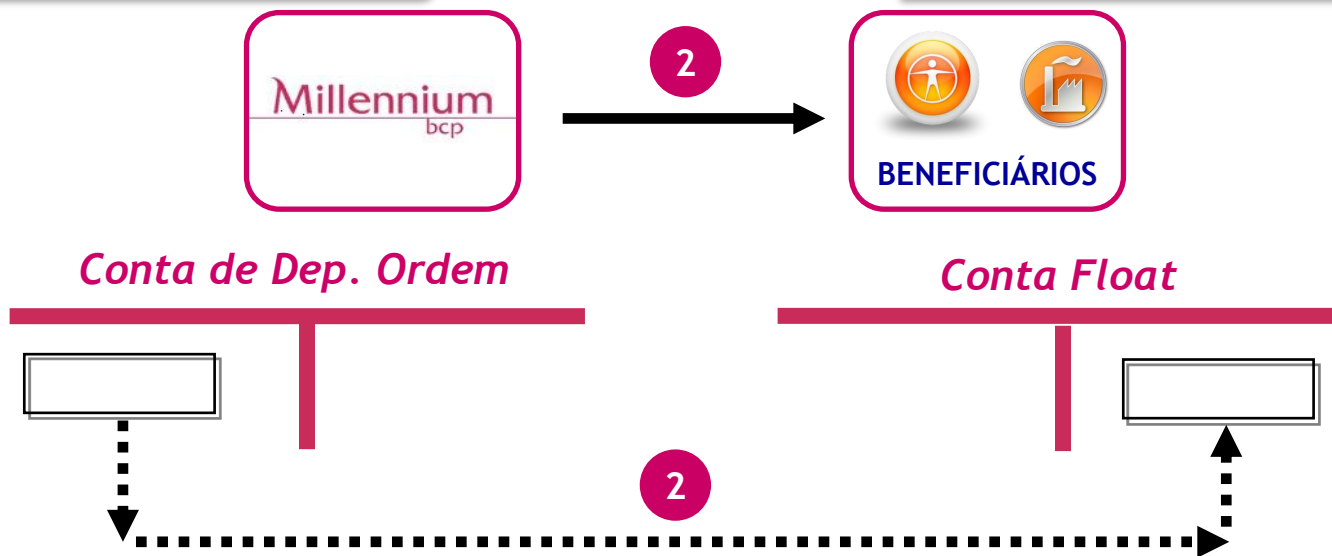 Millennium
bcp
2
BENEFICIÁRIOS
Conta de Dep. Ordem
Conta Float
2